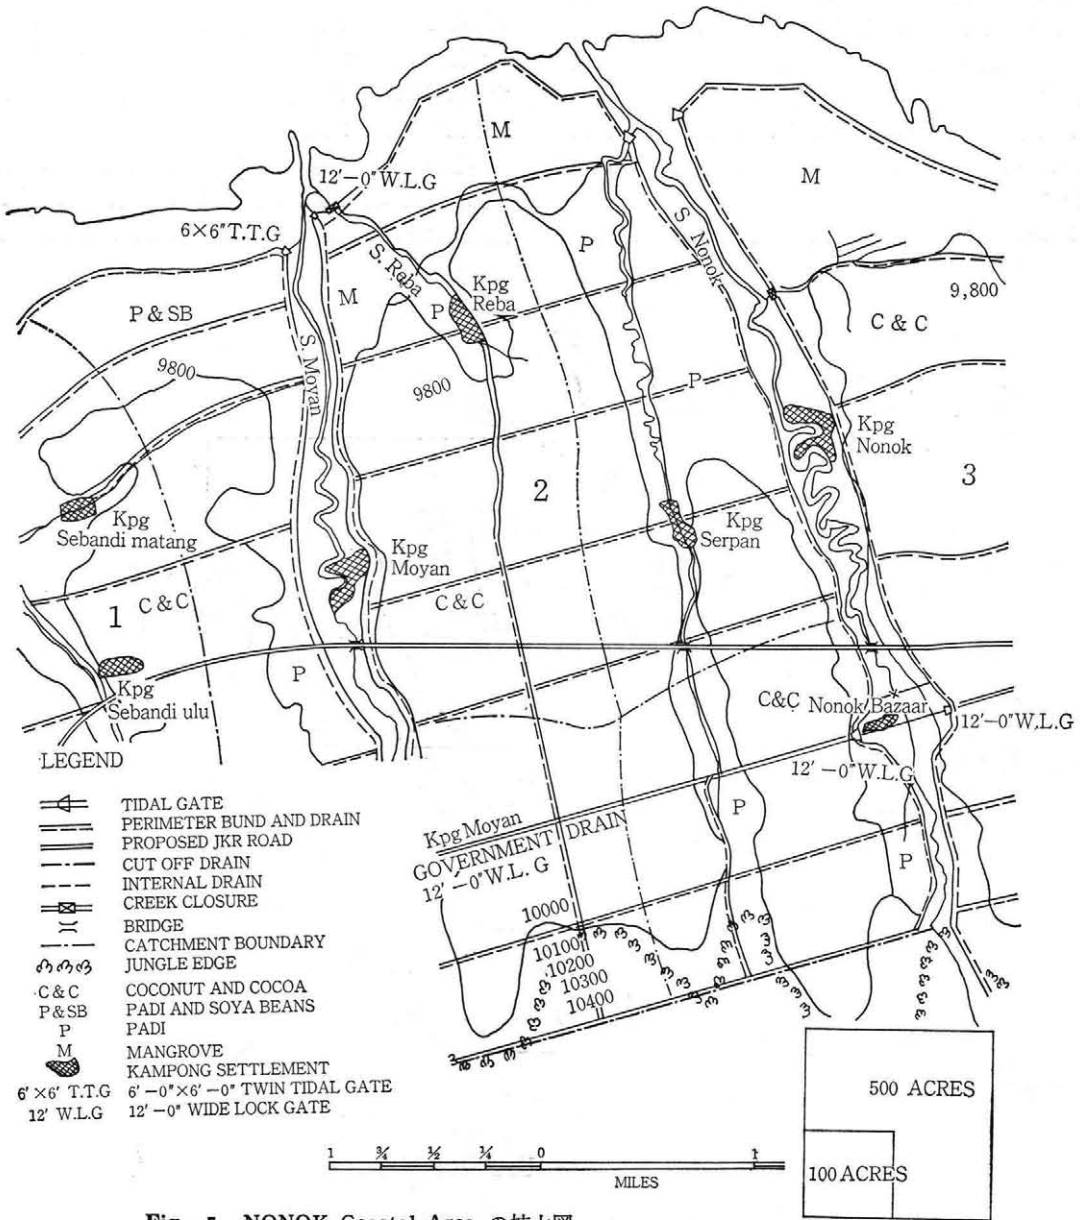 M
12'-0" W.L.G
M
6×6" T.T.G
S. Nonok
P
S. Reba
Kpg
Reba
M
P
9,800
P & SB
C & C
S. Moyan
9800
9800
P
Kpg
Nonok
2
3
Kpg
Sebandi matang
Kpg
Serpan
Kpg
Moyan
C & C
C & C
1
P
Kpg
Sebandi ulu
C&C
Nonok Bazaar
12'-0" W.L.G
12'-0" W.L.G
P
Kpg Moyan
GOVERNMENT DRAIN
12'-0" W.L. G
P
10000
10100
10200
10300
10400
LEGEND
TIDAL GATE
PERIMETER BUND AND DRAIN
PROPOSED JKR ROAD
CUT OFF DRAIN
INTERNAL DRAIN
CREEK CLOSURE
BRIDGE
CATCHMENT BOUNDARY
JUNGLE EDGE
C & C COCONUT AND COCOA
P & SB PADI AND SOYA BEANS
P PADI
M MANGROVE
KAMPONG SETTLEMENT
6' ×6' T.T.G 6'-0"×6'-0" TWIN TIDAL GATE
12' W.L.G 12'-0" WIDE LOCK GATE
500 ACRES
100 ACRES
1 ¾ ½ ¼ 0 1
MILES
NONOK Coastal Area の